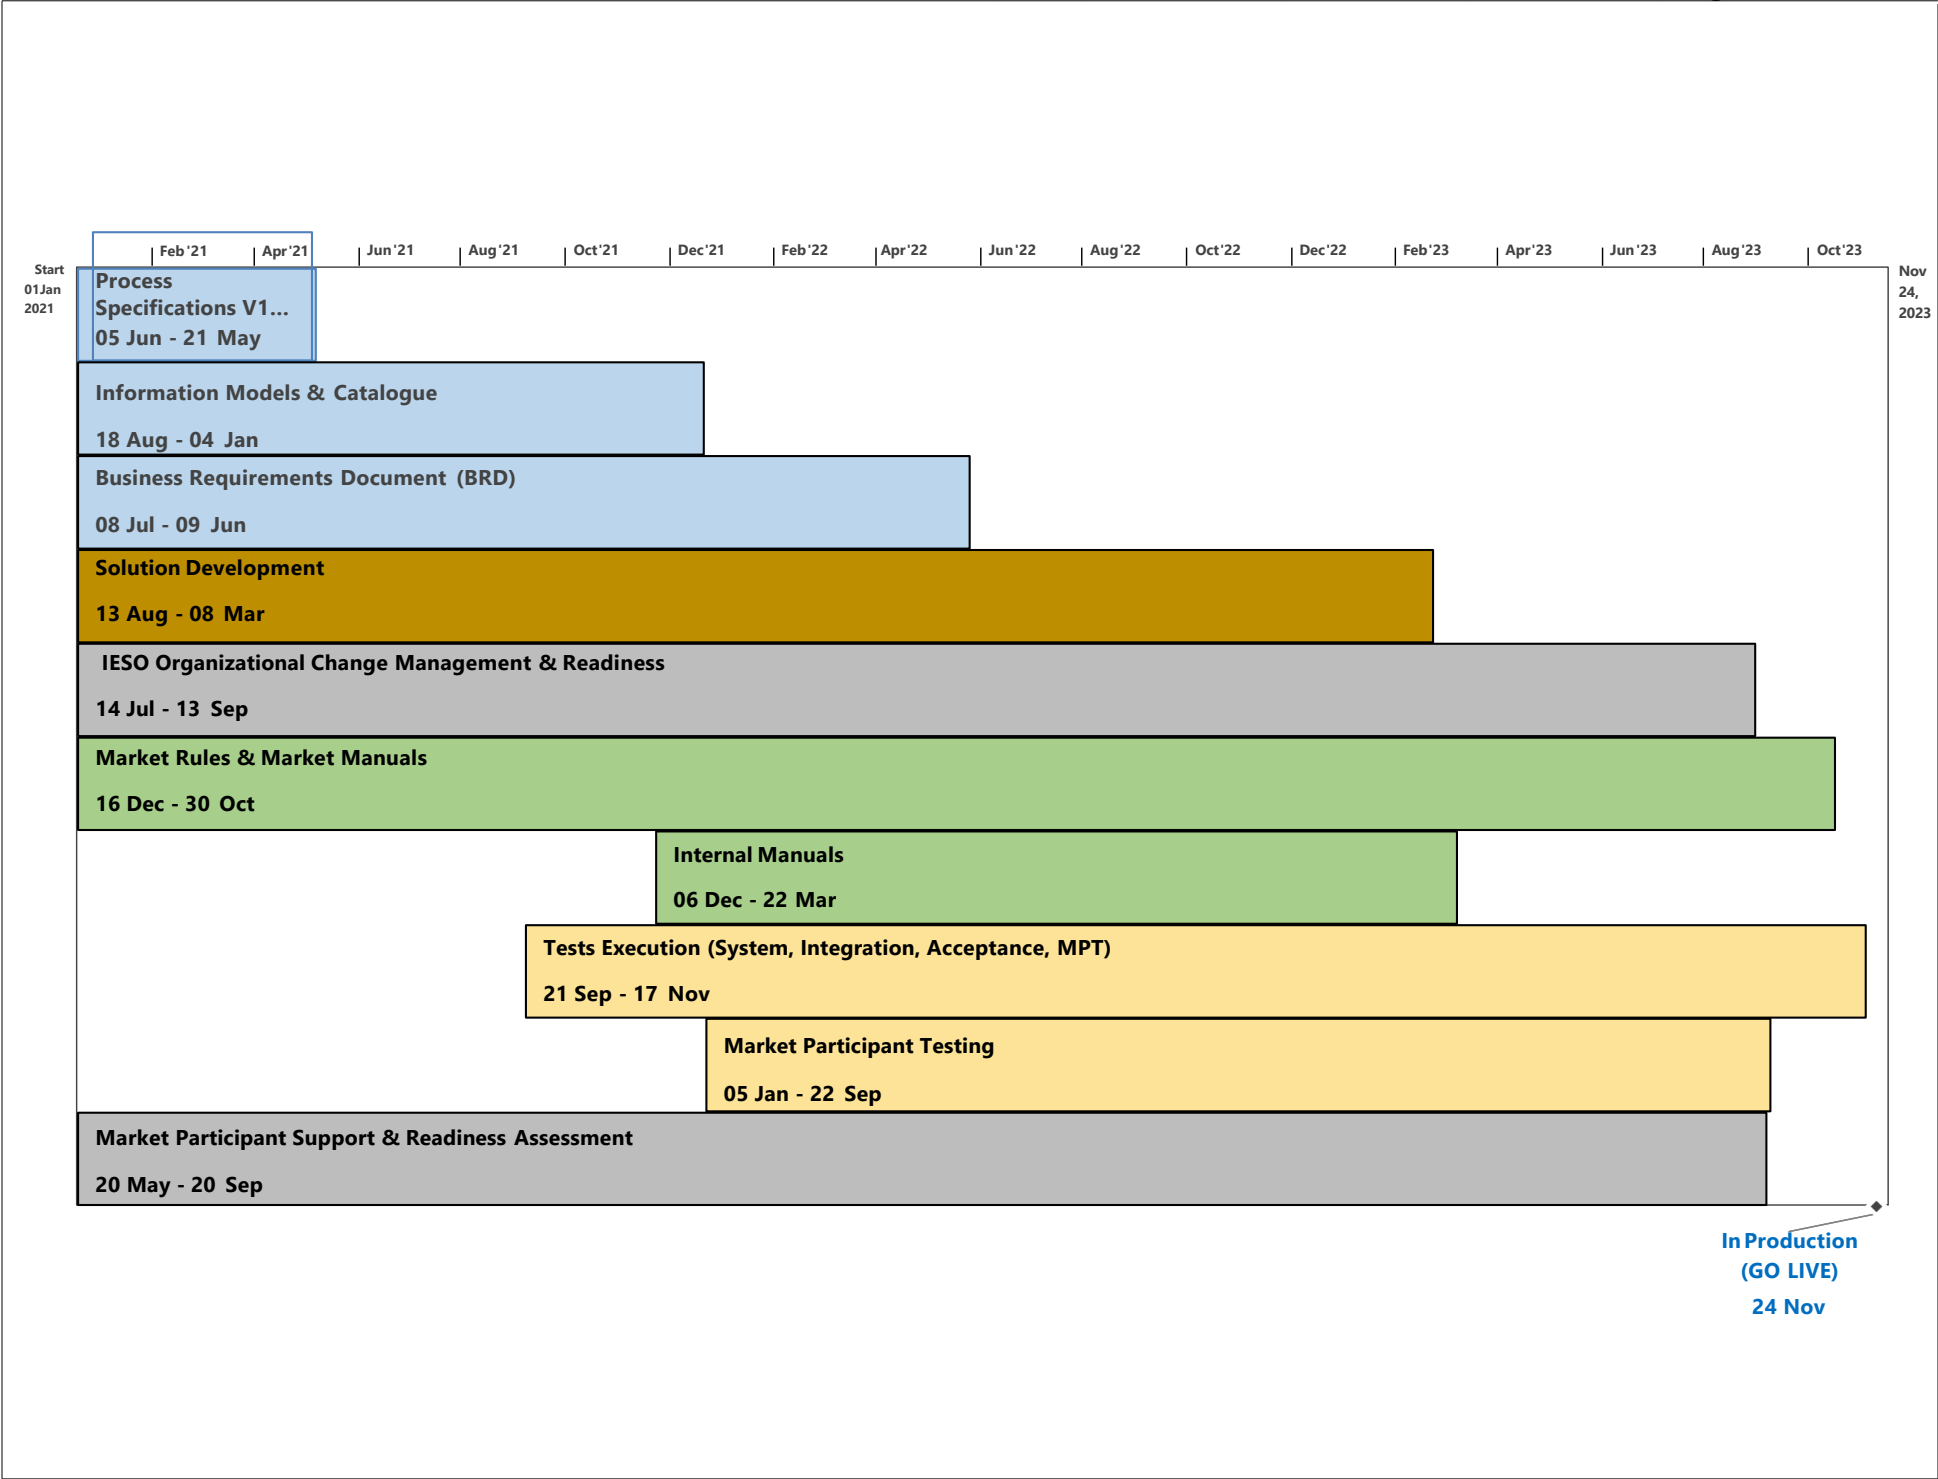 Feb '21 Apr '21 Jun '21 Aug '21 Oct '21 Dec '21 Feb '22 Apr '22 Jun '22 Aug '22 Oct '22 Dec '22 Feb '23 Apr '23 Jun '23 Aug '23 Oct '23
Start
01Jan
2021
Nov
24,
2023
Process
Specifications V1...
05 Jun - 21 May
Information Models & Catalogue
18 Aug - 04 Jan
Business Requirements Document (BRD)
08 Jul - 09 Jun
Solution Development
13 Aug - 08 Mar
IESO Organizational Change Management & Readiness
14 Jul - 13 Sep
Market Rules & Market Manuals
16 Dec - 30 Oct
Internal Manuals
06 Dec - 22 Mar
Tests Execution (System, Integration, Acceptance, MPT)
21 Sep - 17 Nov
Market Participant Testing
05 Jan - 22 Sep
Market Participant Support & Readiness Assessment
20 May - 20 Sep
In Production
(GO LIVE)
24 Nov